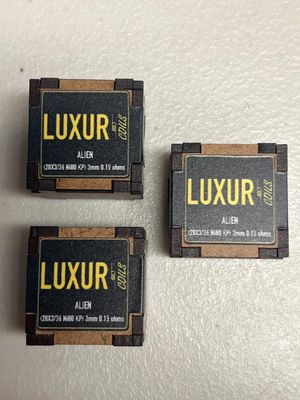 LUXUR
COILS
ALIEN
(28X3/36 Ni80 KP) 3mm 0.15 ohms
LUXUR
COILS
ALIEN
(28X3/36 Ni80 KP) 3mm 0.15 ohms
LUXUR
COILS
ALIEN
(28X3/36 Ni80 KP) 3mm 0.15 ohms